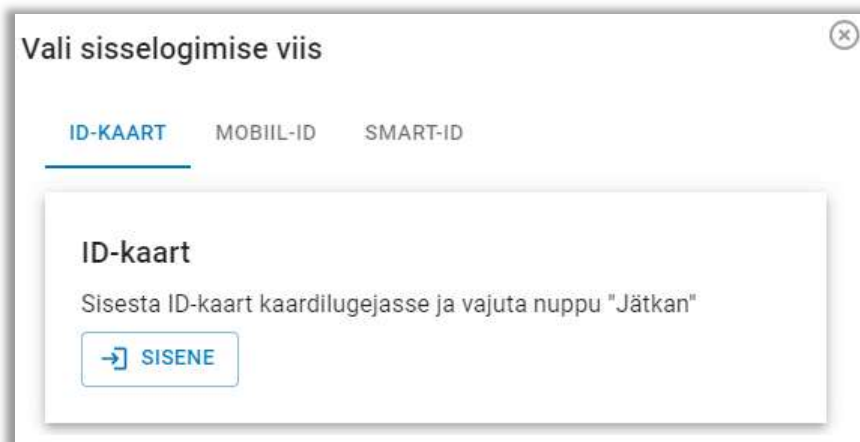 Vali sisselogimise viis
ID-KAART MOBIIL-ID SMART-ID
ID-kaart
Sisesta ID-kaart kaardilugejasse ja vajuta nuppu "Jätkan"
SISENE